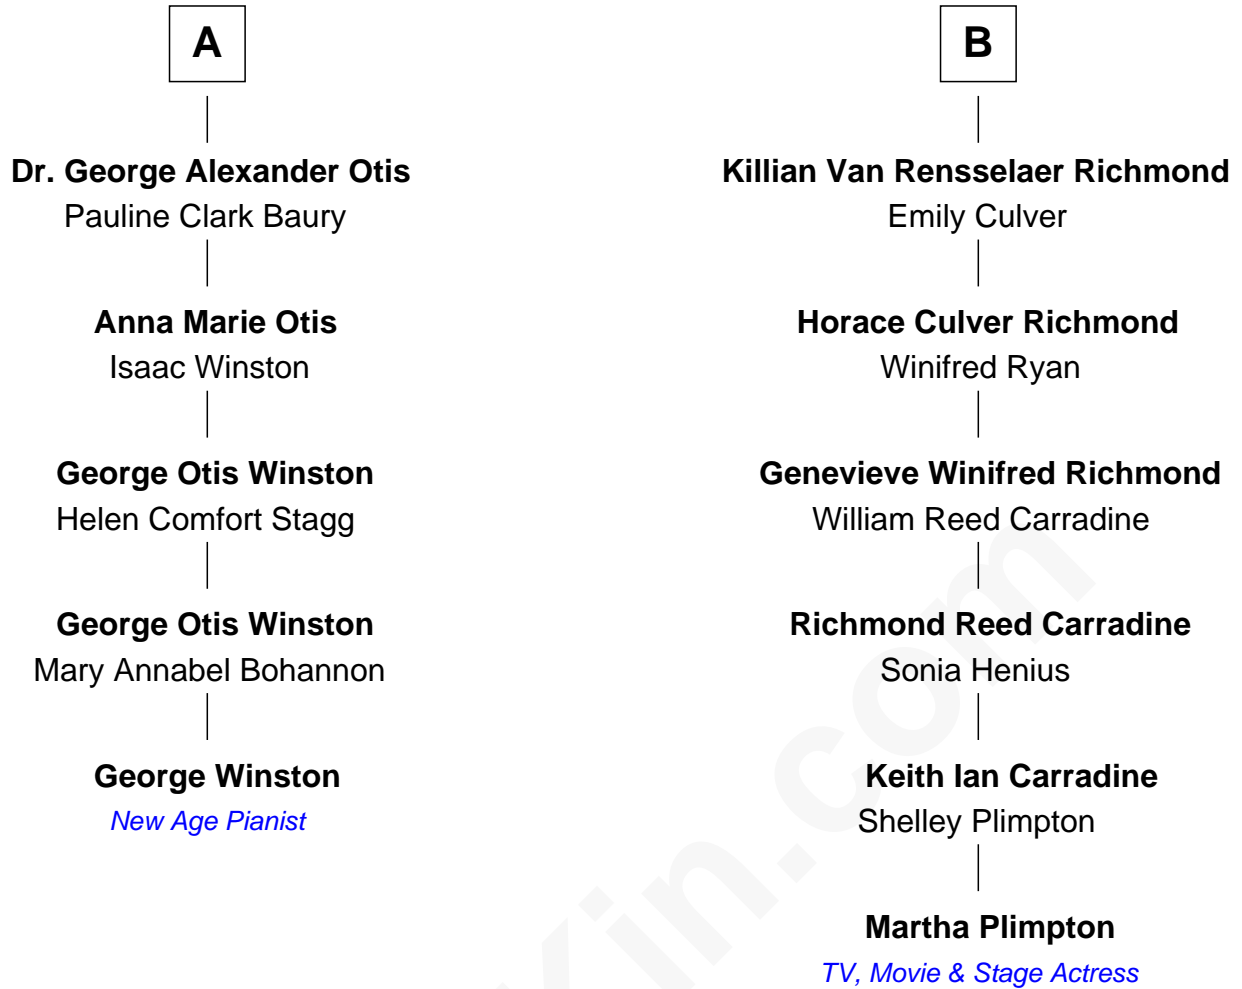 A
Dr. George Alexander Otis
Pauline Clark Baury
Anna Marie Otis
Isaac Winston
George Otis Winston
Helen Comfort Stagg
George Otis Winston
Mary Annabel Bohannon
George Winston
New Age Pianist
B
Killian Van Rensselaer Richmond
Emily Culver
Horace Culver Richmond
Winifred Ryan
Genevieve Winifred Richmond
William Reed Carradine
Richmond Reed Carradine
Sonia Henius
Keith Ian Carradine
Shelley Plimpton
Martha Plimpton
TV, Movie & Stage Actress
Kin.com